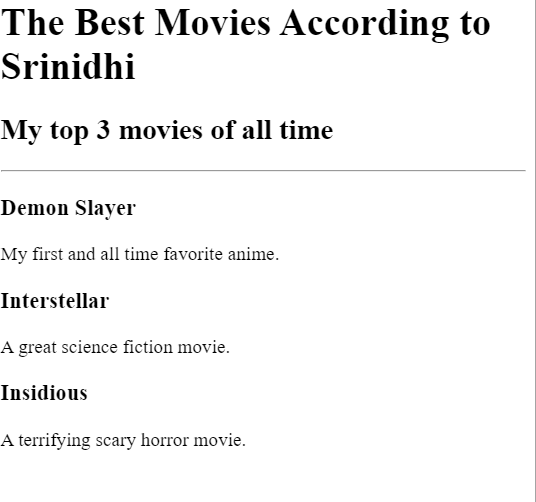 The Best Movies According to
Srinidhi
My top 3 movies of all time
Demon Slayer
My first and all time favorite anime.
Interstellar
A great science fiction movie.
Insidious
A terrifying scary horror movie.